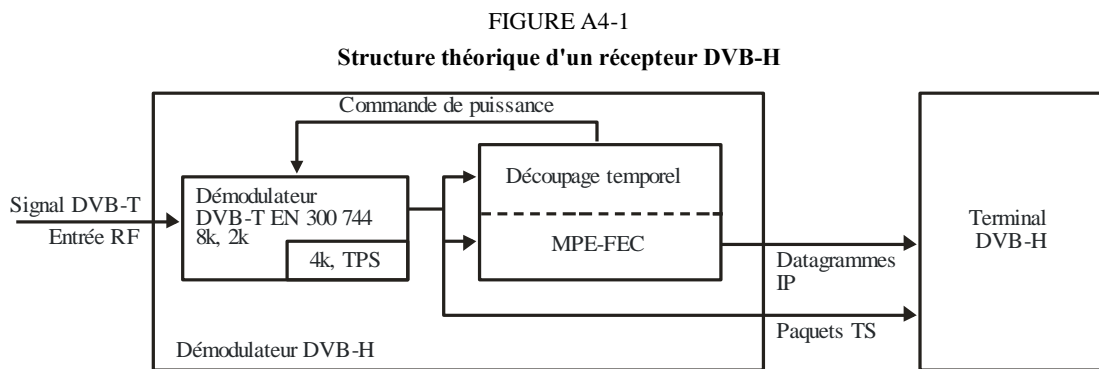 FIGURE A4-1
Structure théorique d'un récepteur DVB-H
Commande de puissance
Signal DVB-T
Entrée RF
Démodulateur
DVB-T EN 300 744
8k, 2k
4k, TPS
Découpage temporel
MPE-FEC
Datagrammes
IP
Paquets TS
Terminal
DVB-H
Démodulateur DVB-H